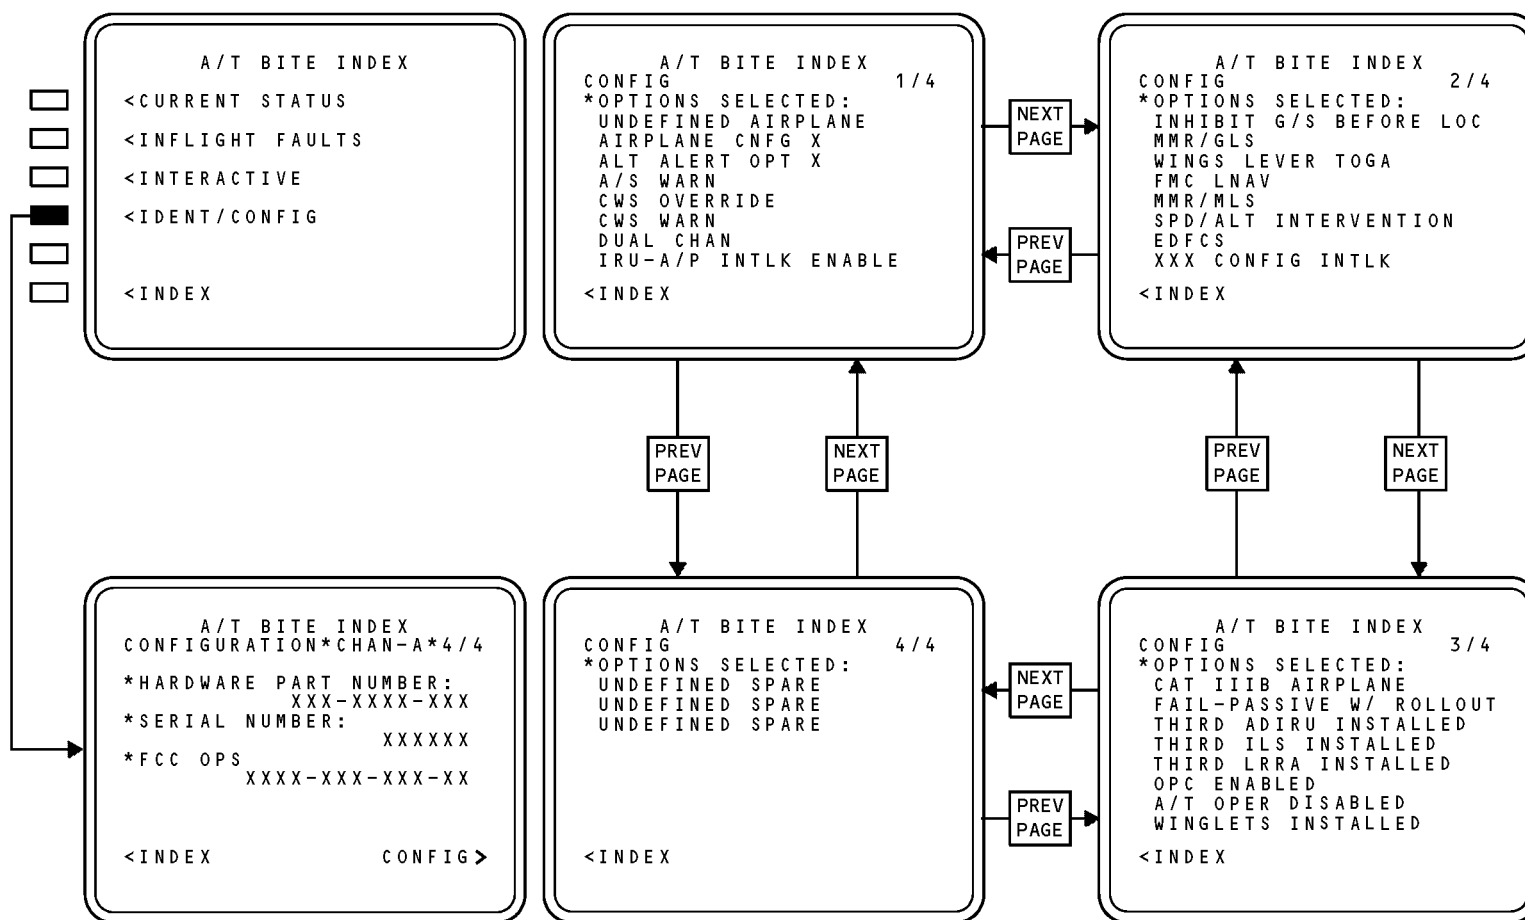 A/T BITE INDEX
<CURRENT STATUS
<INFLIGHT FAULTS
<INTERACTIVE
<IDENT/CONFIG
<INDEX
A/T BITE INDEX
CONFIG 1/4
*OPTIONS SELECTED:
UNDEFINED AIRPLANE
AIRPLANE CNFG X
ALT ALERT OPT X
A/S WARN
CWS OVERRIDE
CWS WARN
DUAL CHAN
IRU-A/P INTLK ENABLE
<INDEX
NEXT
PAGE
PREV
PAGE
A/T BITE INDEX
CONFIG 2/4
*OPTIONS SELECTED:
INHIBIT G/S BEFORE LOC
MMR/GLS
WINGS LEVER TOGA
FMC LNAV
MMR/MLS
SPD/ALT INTERVENTION
EDFCS
XXX CONFIG INTLK
<INDEX
PREV
PAGE
NEXT
PAGE
PREV
PAGE
NEXT
PAGE
A/T BITE INDEX
CONFIGURATION*CHAN-A*4/4
*HARDWARE PART NUMBER:
XXX-XXXX-XXX
*SERIAL NUMBER:
XXXXXX
*FCC OPS
XXXX-XXX-XXX-XX
<INDEX CONFIG>
A/T BITE INDEX
CONFIG 4/4
*OPTIONS SELECTED:
UNDEFINED SPARE
UNDEFINED SPARE
UNDEFINED SPARE
<INDEX
NEXT
PAGE
PREV
PAGE
A/T BITE INDEX
CONFIG 3/4
*OPTIONS SELECTED:
CAT IIIB AIRPLANE
FAIL-PASSIVE W/ ROLLOUT
THIRD ADIRU INSTALLED
THIRD ILS INSTALLED
THIRD LRRA INSTALLED
OPC ENABLED
A/T OPER DISABLED
WINGLETS INSTALLED
<INDEX